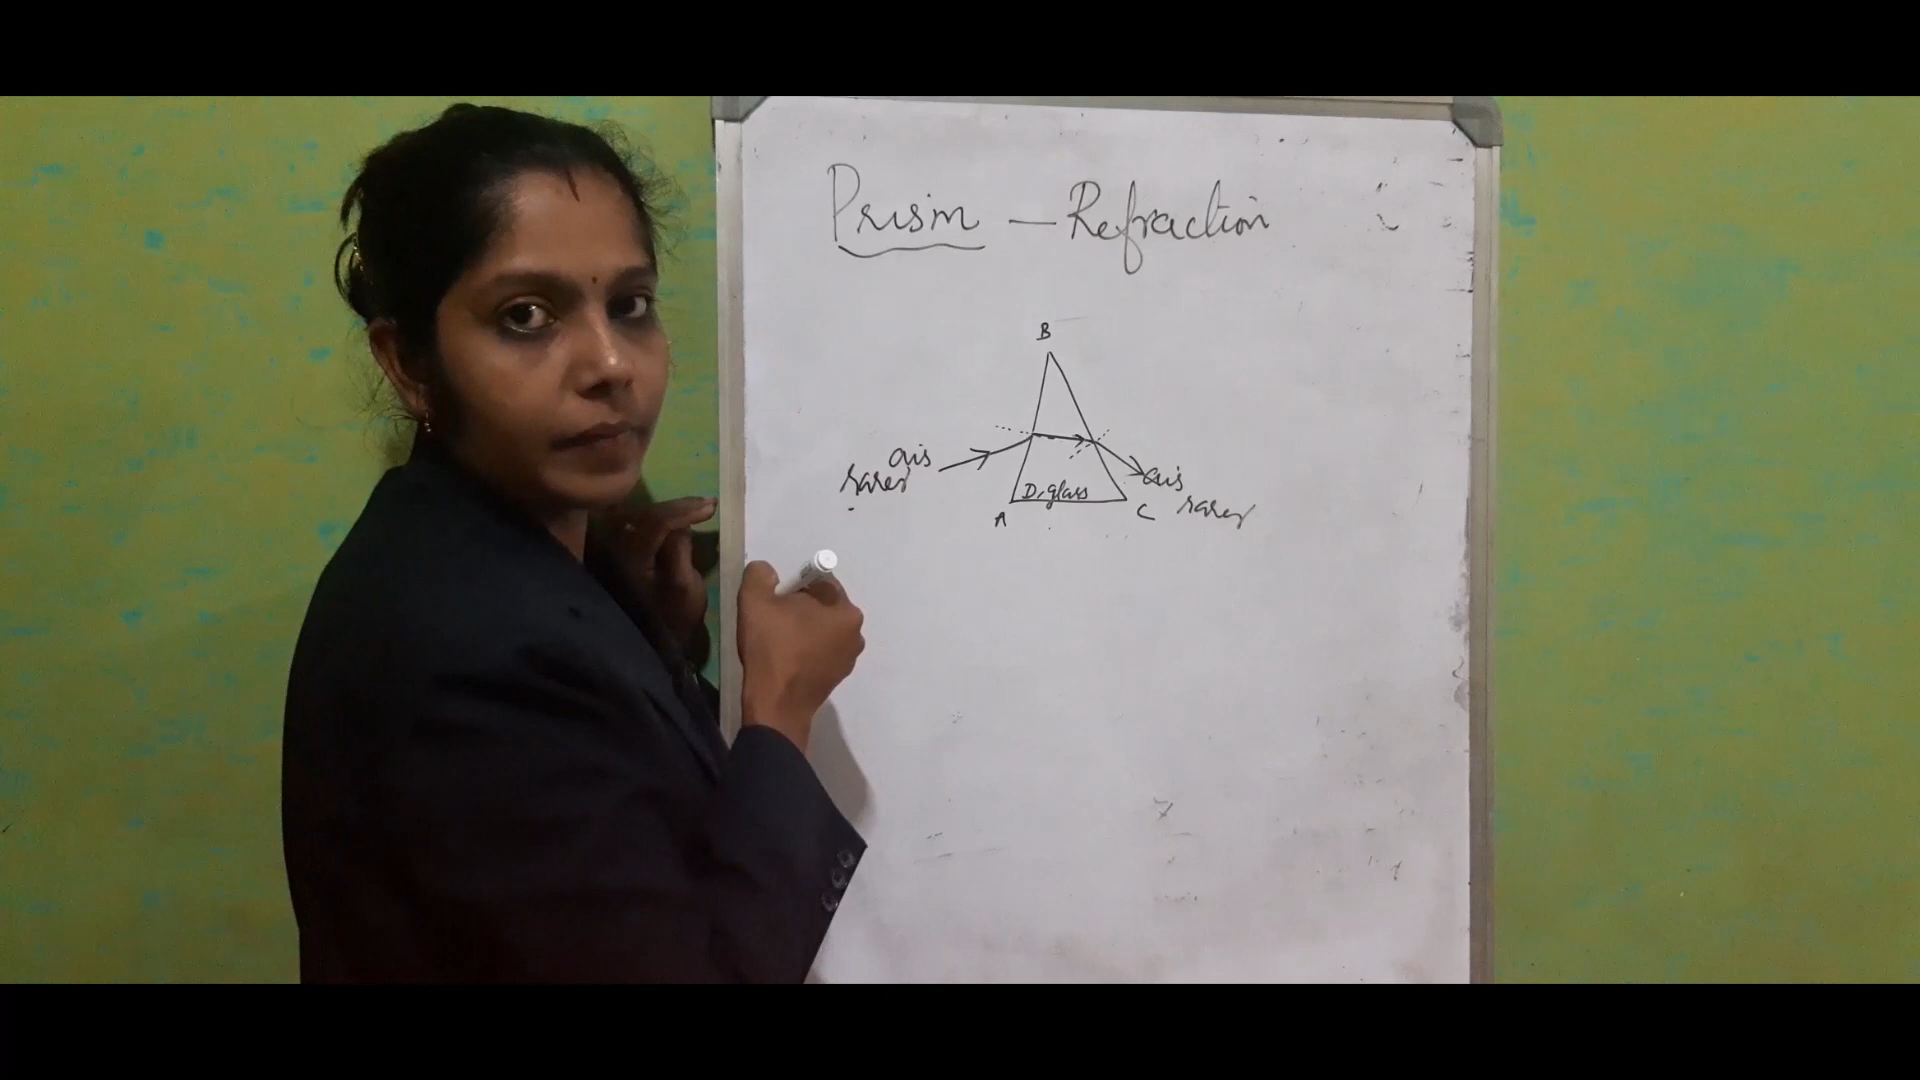 Prism — Refraction
B
air
rarer
air
rarer
D, glass
A
C